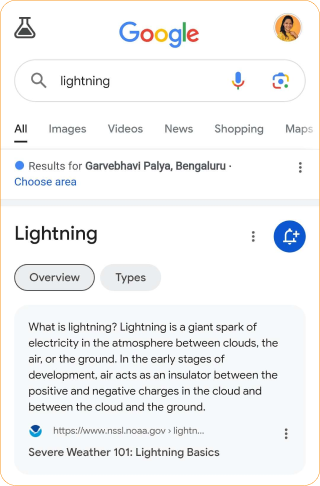 Google
lightning
All Images Videos News Shopping Maps
Results for Garvebhavi Palya, Bengaluru ·
Choose area
Lightning
Overview Types
What is lightning? Lightning is a giant spark of
electricity in the atmosphere between clouds, the
air, or the ground. In the early stages of
development, air acts as an insulator between the
positive and negative charges in the cloud and
between the cloud and the ground.
https://www.nssl.noaa.gov › lightn...
Severe Weather 101: Lightning Basics